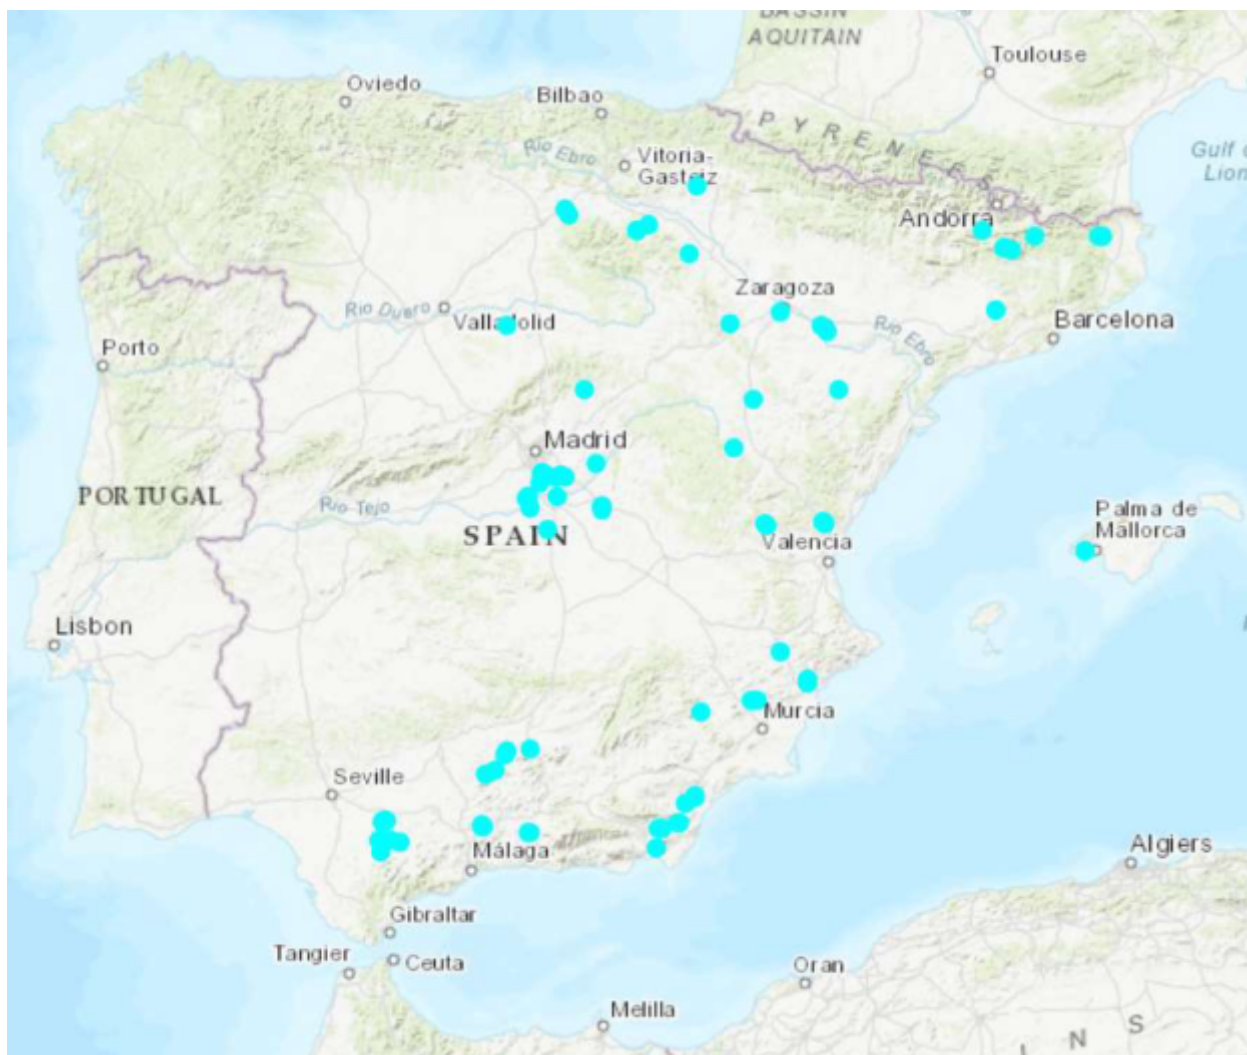 BASSIN
AQUITAIN
Toulouse
Oviedo
Bilbao
PYRENEES
Gulf
Lion
Rio Ebro
Vitoria-
Gasteiz
Andorra
Zaragoza
Rio Duero
Valladolid
Rio Ebro
Barcelona
Porto
Madrid
PORTUGAL
Rio Tejo
SPAIN
Palma de
Mallorca
Valencia
Lisbon
Murcia
Seville
Málaga
Algiers
Gibraltar
Tangier
Ceuta
Oran
Melilla
N S